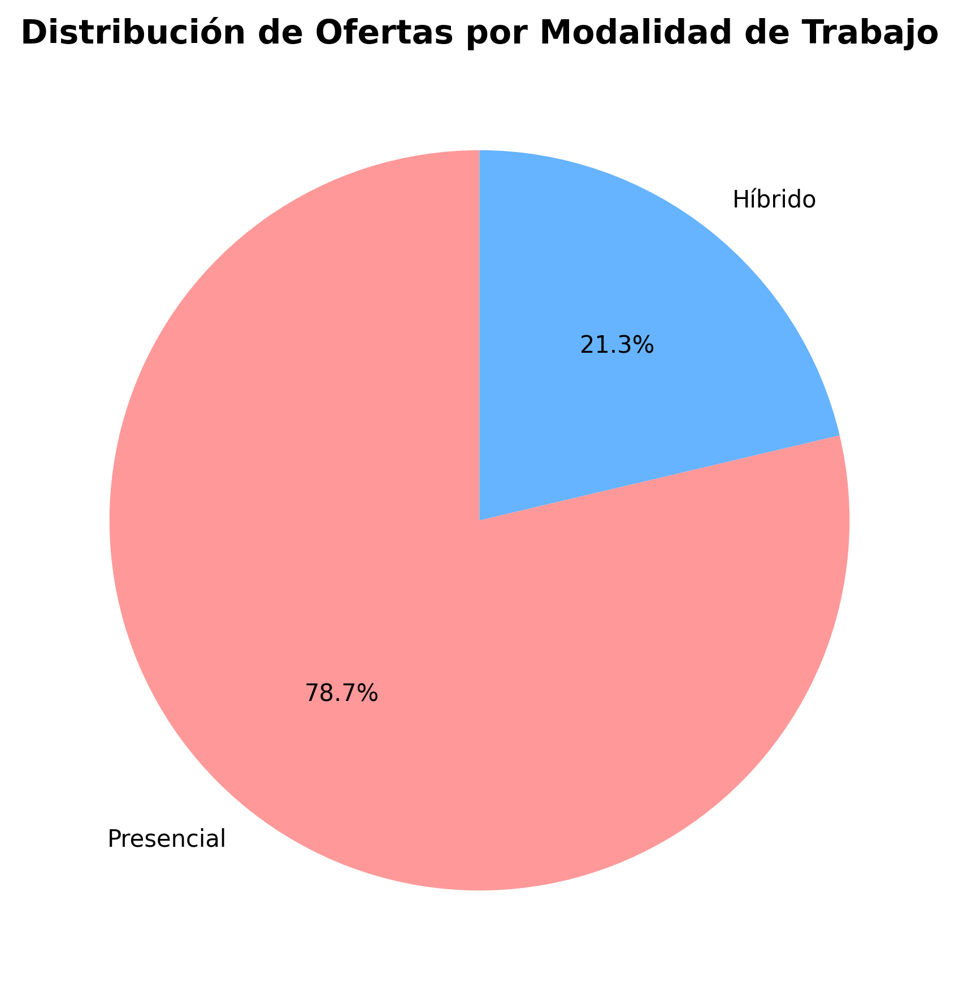 Distribución de Ofertas por Modalidad de Trabajo
Híbrido
21.3%
78.7%
Presencial